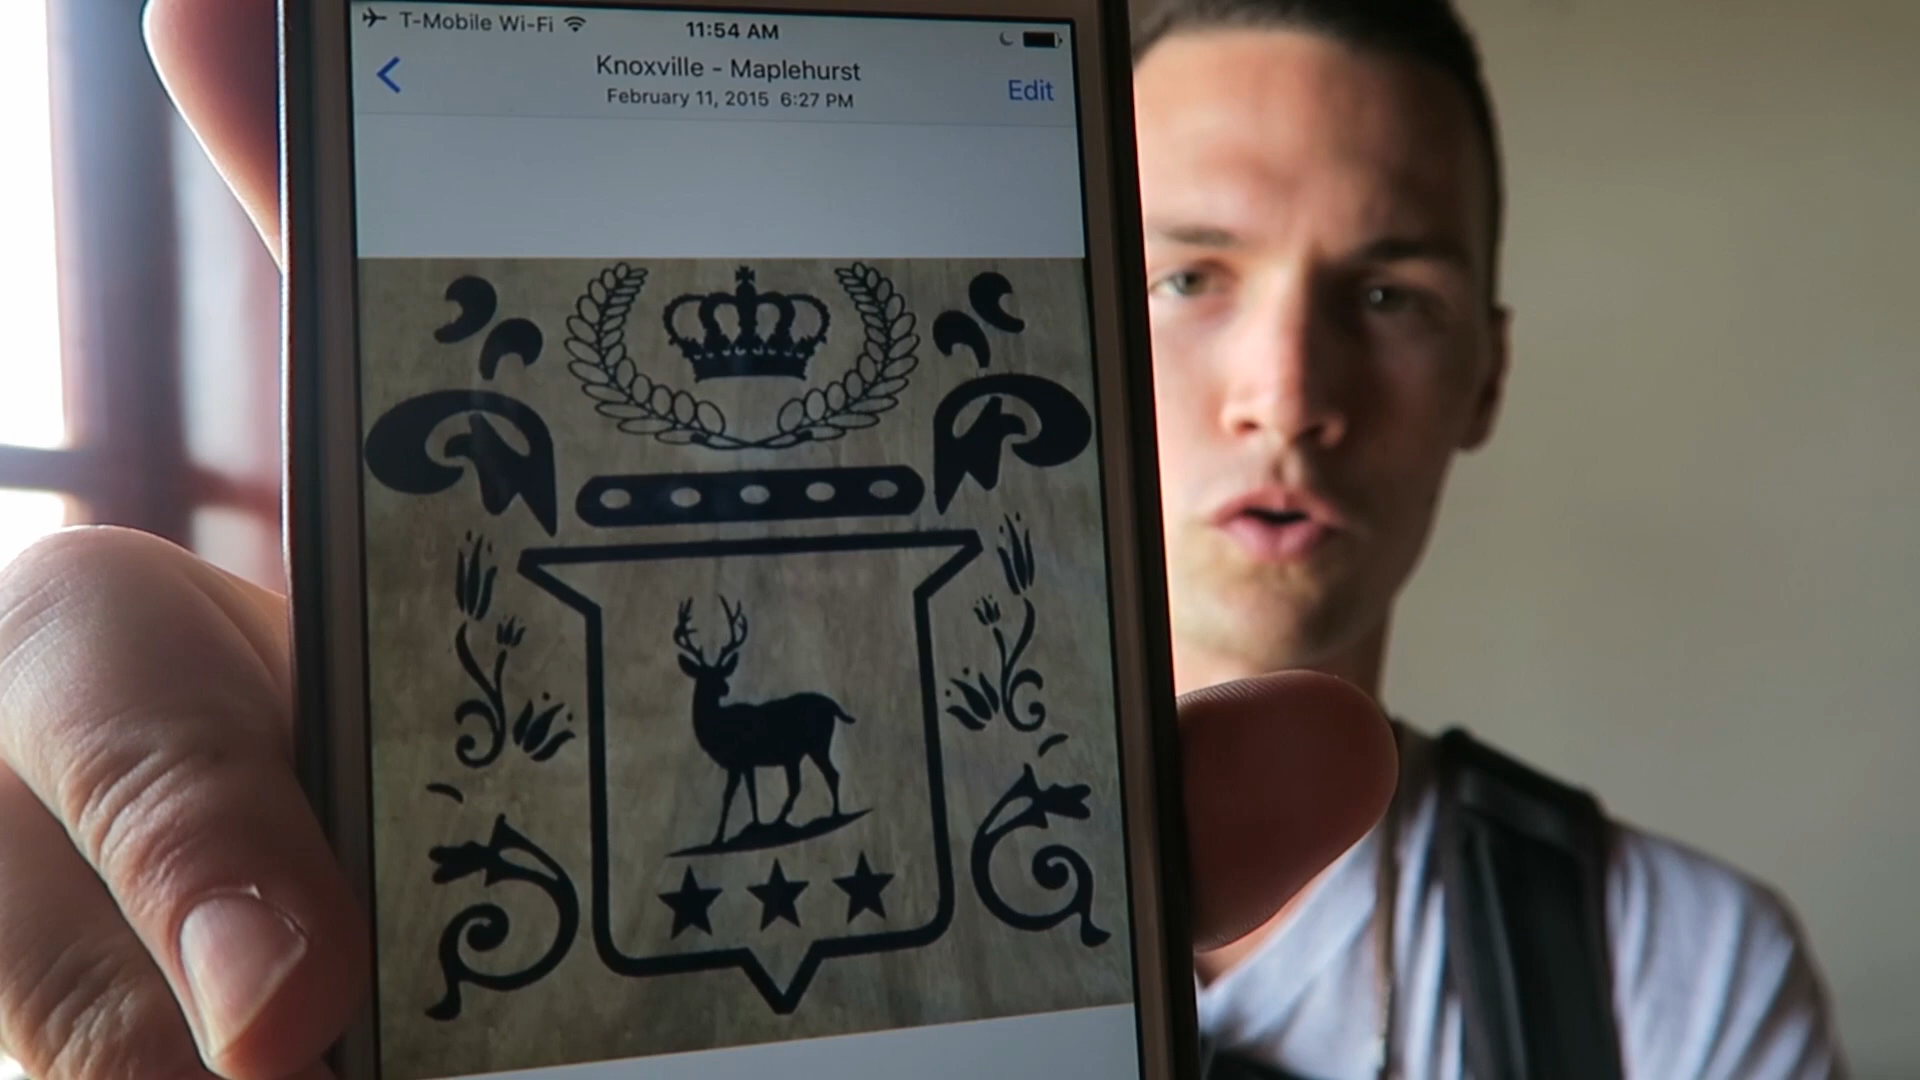 T-Mobile Wi-Fi
11:54 AM
Knoxville - Maplehurst
February 11, 2015 6:27 PM
Edit